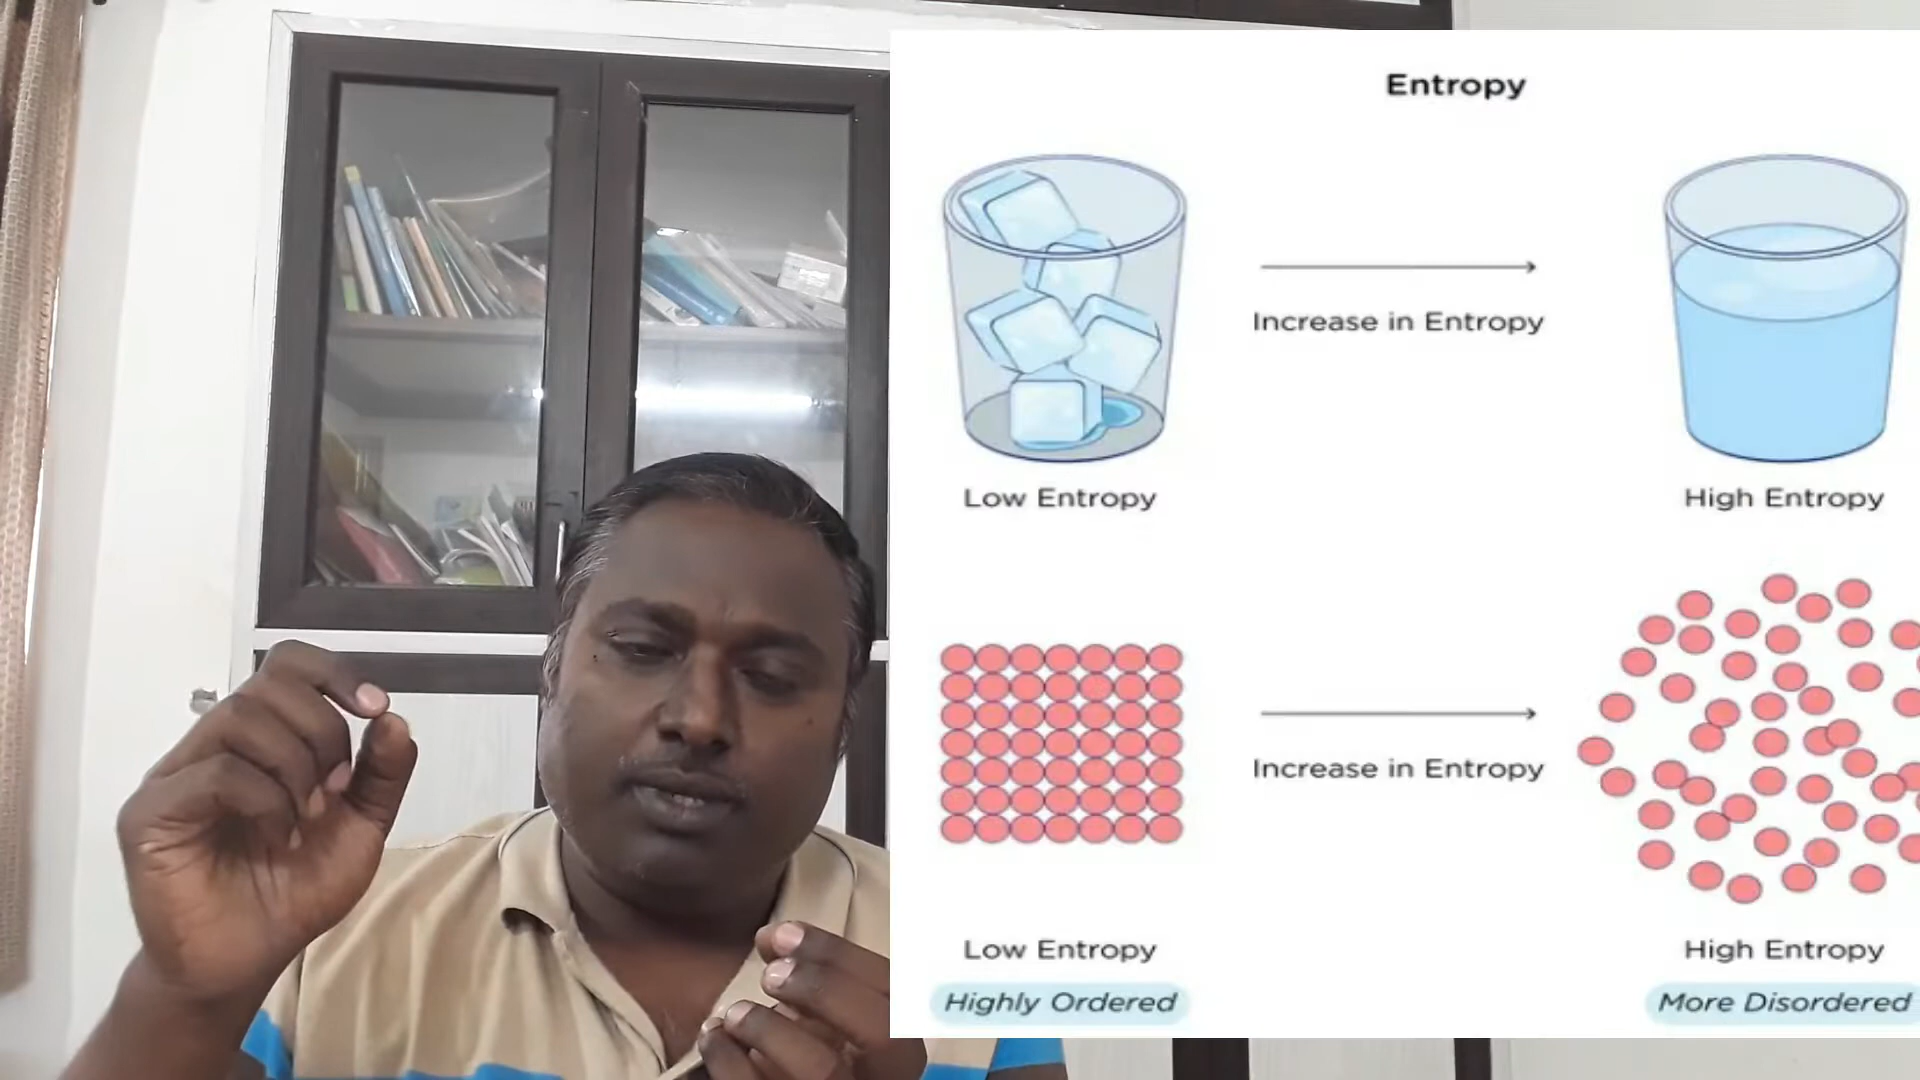 Entropy
Increase in Entropy
Low Entropy
High Entropy
Increase in Entropy
Low Entropy
High Entropy
Highly Ordered
More Disordered